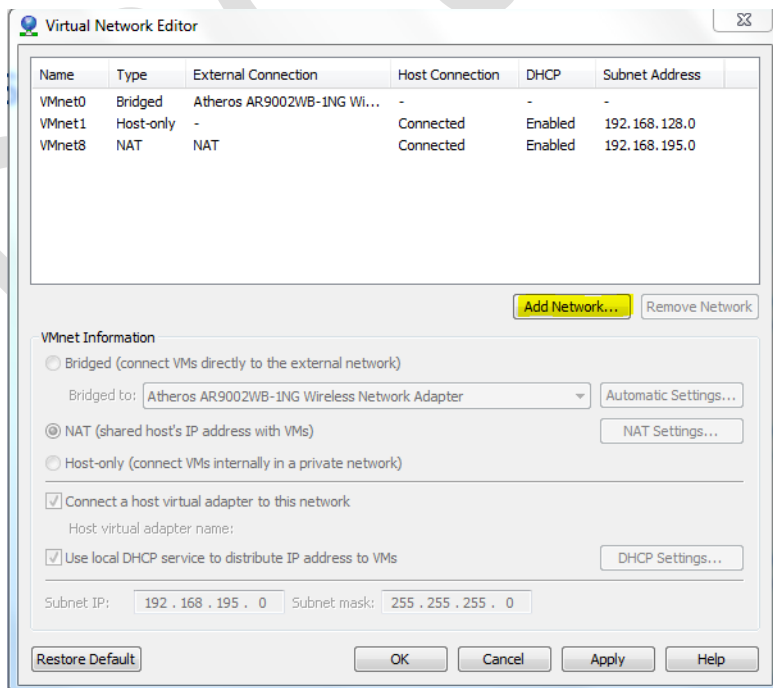 Virtual Network Editor
Name Type External Connection Host Connection DHCP Subnet Address
VMnet0 Bridged Atheros AR9002WB-1NG Wi... - - -
VMnet1 Host-only - Connected Enabled 192.168.128.0
VMnet8 NAT NAT Connected Enabled 192.168.195.0
Add Network... Remove Network
VMnet Information
Bridged (connect VMs directly to the external network)
Bridged to: Atheros AR9002WB-1NG Wireless Network Adapter Automatic Settings...
NAT (shared host's IP address with VMs) NAT Settings...
Host-only (connect VMs internally in a private network)
Connect a host virtual adapter to this network
Host virtual adapter name:
Use local DHCP service to distribute IP address to VMs DHCP Settings...
Subnet IP: 192 . 168 . 195 . 0 Subnet mask: 255 . 255 . 255 . 0
Restore Default OK Cancel Apply Help